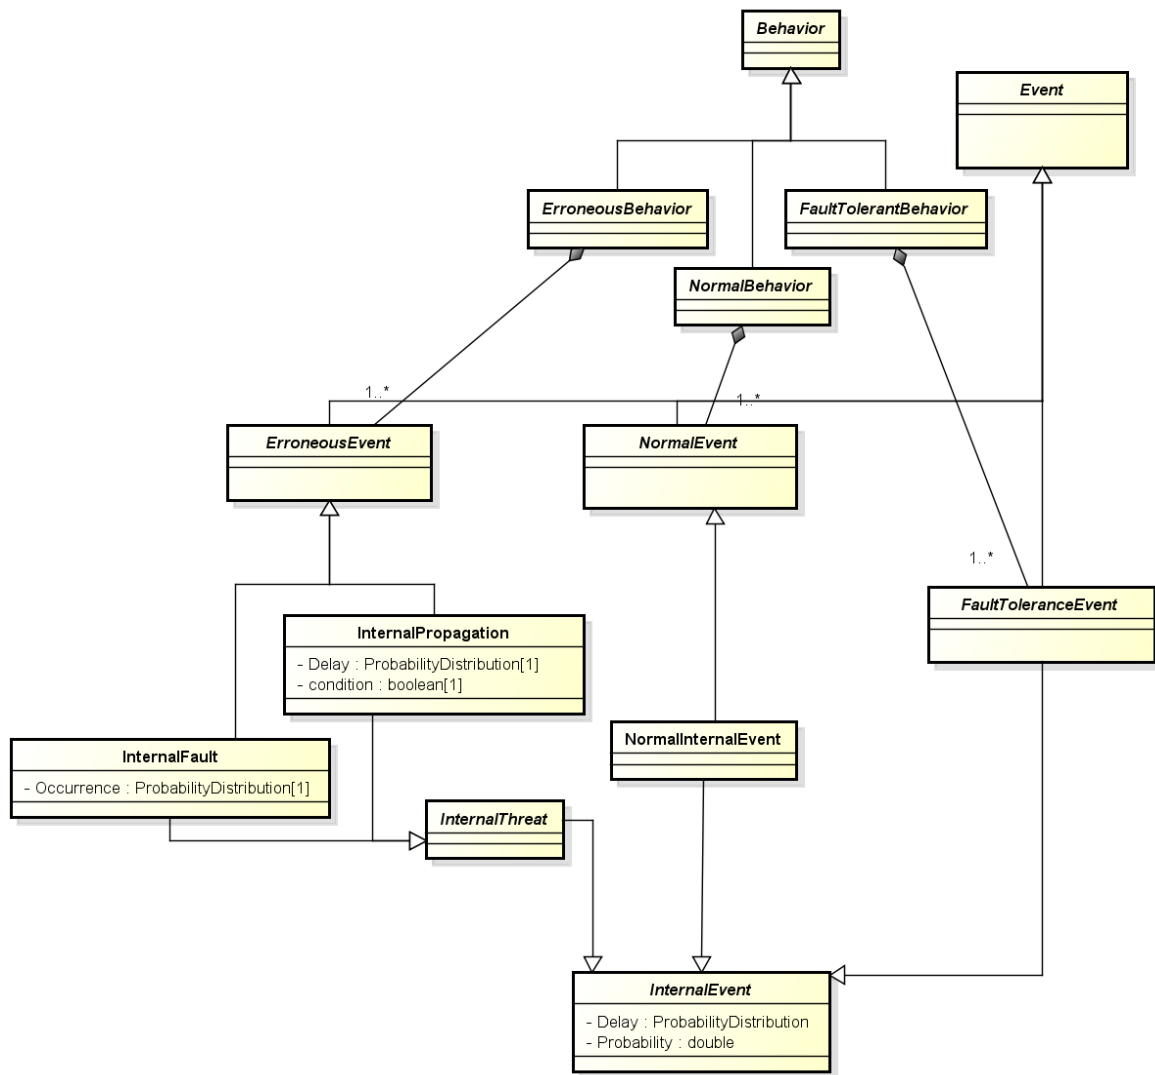 Behavior
Event
ErroneousBehavior
FaultTolerantBehavior
NormalBehavior
1..*
1..*
ErroneousEvent
NormalEvent
1..*
FaultToleranceEvent
InternalPropagation
- Delay : ProbabilityDistribution[1]
- condition : boolean[1]
NormalInternalEvent
InternalFault
- Occurrence : ProbabilityDistribution[1]
InternalThreat
InternalEvent
- Delay : ProbabilityDistribution
- Probability : double